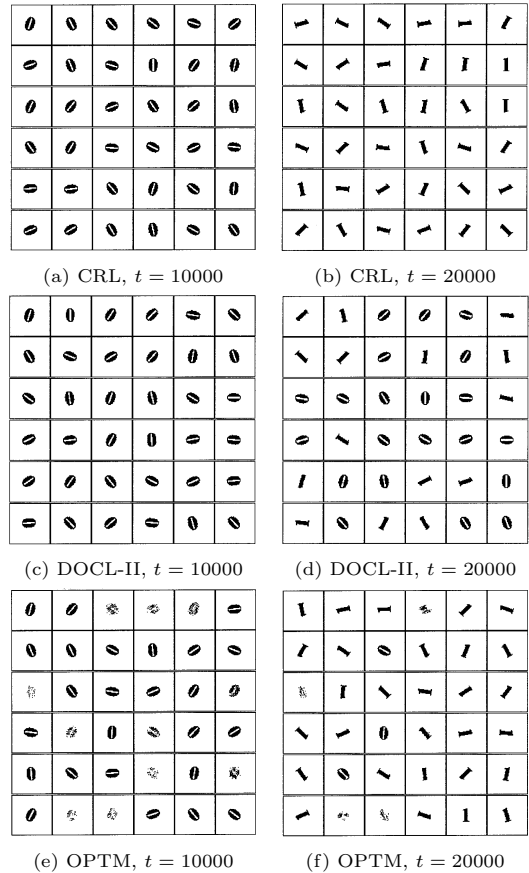 (a) CRL, t = 10000
(b) CRL, t = 20000
(c) DOCL-II, t = 10000
(d) DOCL-II, t = 20000
(e) OPTM, t = 10000
(f) OPTM, t = 20000